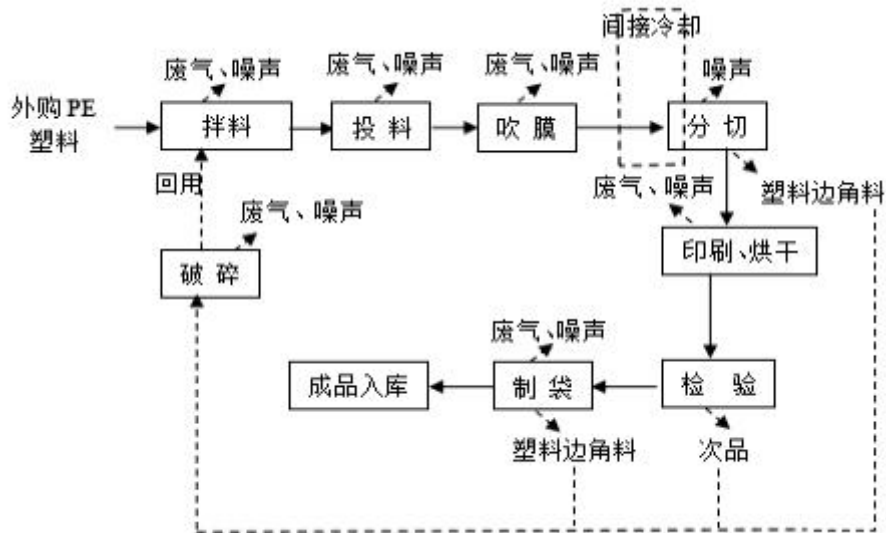 间接冷却
废气、噪声
废气、噪声
废气、噪声
噪声
外购 PE
塑料
拌料
投 料
吹 膜
分 切
回用
废气、噪声
塑料边角料
废气、噪声
印刷、烘干
破 碎
废气、噪声
成品入库
制 袋
检 验
塑料边角料
次品